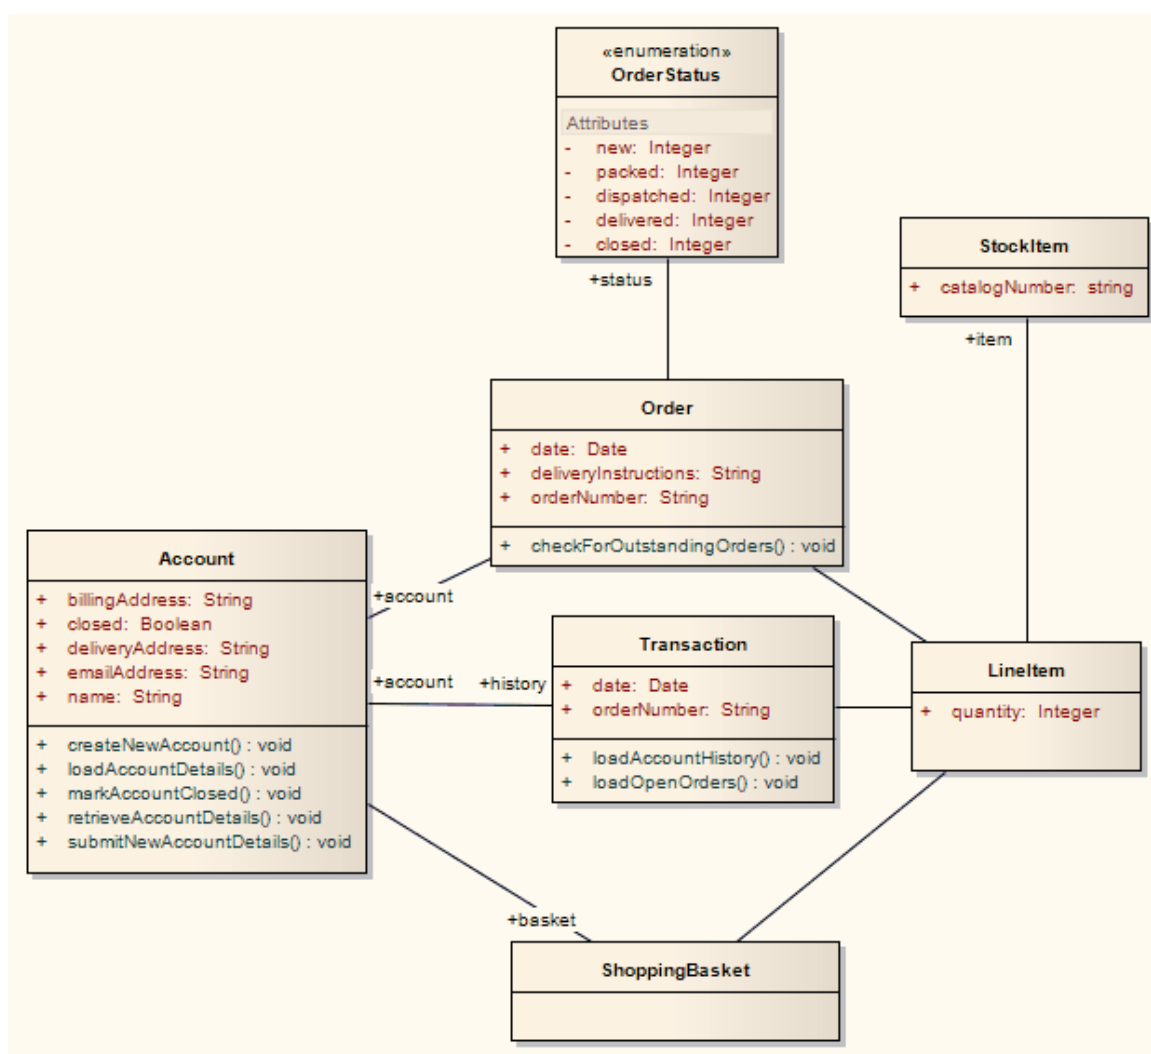 «enumeration»
OrderStatus
Attributes
- new: Integer
- packed: Integer
- dispatched: Integer
- delivered: Integer
- closed: Integer
+status
StockItem
+ catalogNumber: string
+item
Order
+ date: Date
+ deliveryInstructions: String
+ orderNumber: String
+ checkForOutstandingOrders() : void
Account
+ billingAddress: String
+ closed: Boolean
+ deliveryAddress: String
+ emailAddress: String
+ name: String
+ createNewAccount() : void
+ loadAccountDetails() : void
+ markAccountClosed() : void
+ retrieveAccountDetails() : void
+ submitNewAccountDetails() : void
+account
+account
+history
Transaction
+ date: Date
+ orderNumber: String
+ loadAccountHistory() : void
+ loadOpenOrders() : void
LineItem
+ quantity: Integer
+basket
ShoppingBasket